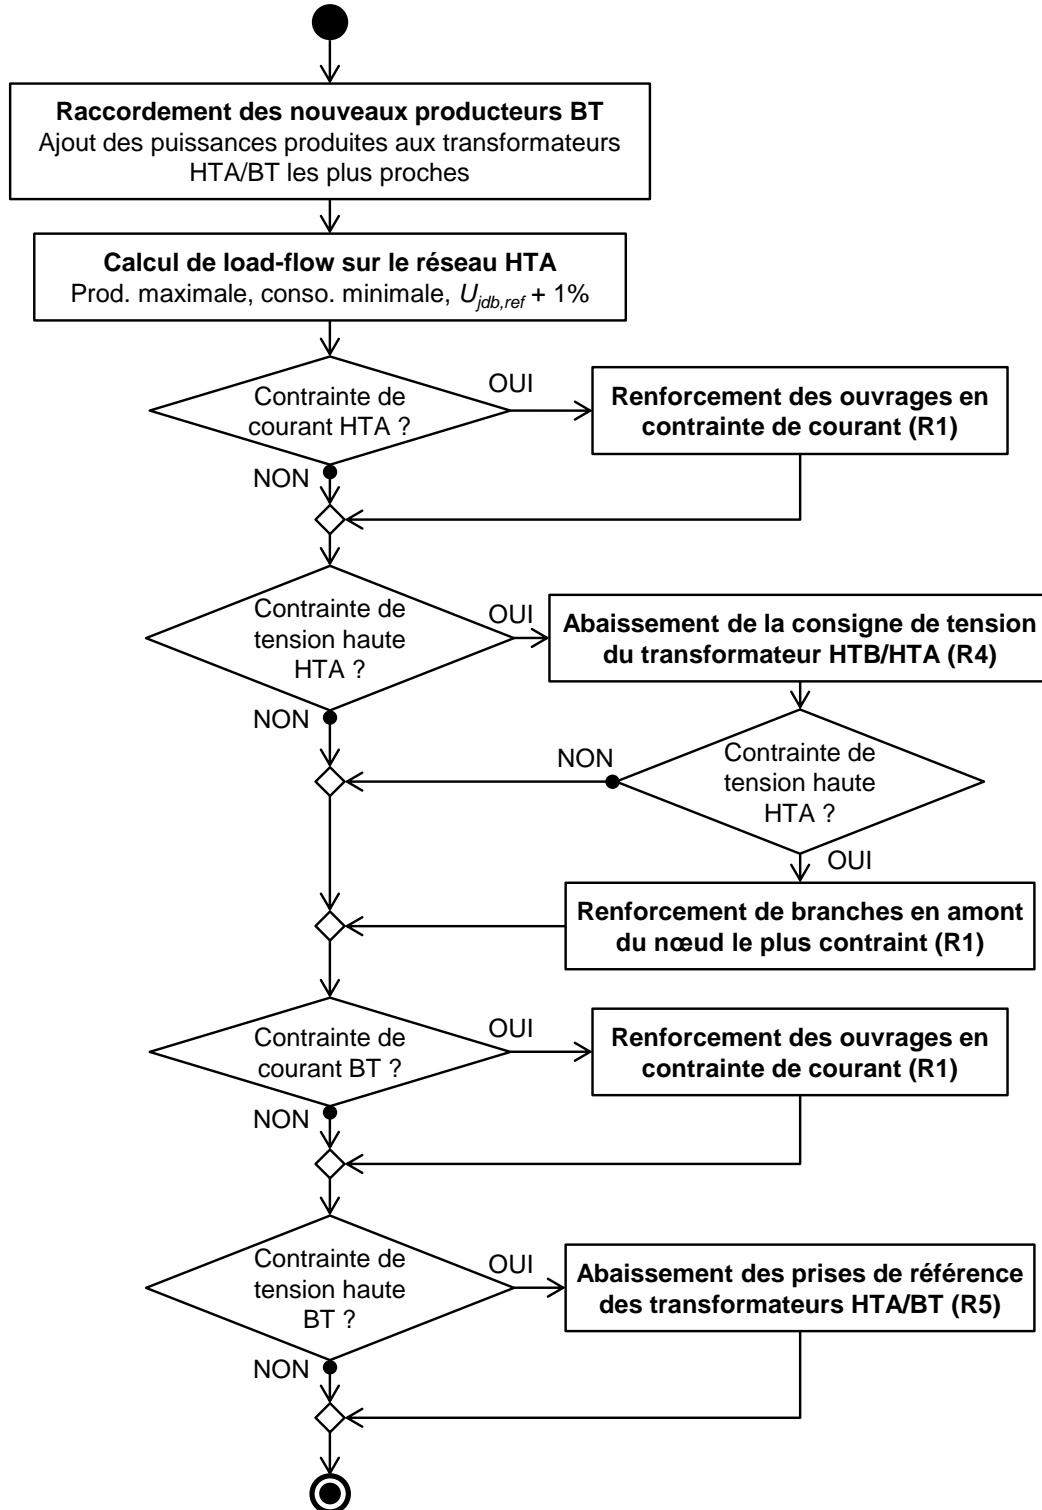 Raccordement des nouveaux producteurs BT
Ajout des puissances produites aux transformateurs
HTA/BT les plus proches
Calcul de load-flow sur le réseau HTA
Prod. maximale, conso. minimale, Ujdb,ref + 1%
Contrainte de
courant HTA ?
OUI
Renforcement des ouvrages en
contrainte de courant (R1)
NON
Contrainte de
tension haute
HTA ?
OUI
Abaissement de la consigne de tension
du transformateur HTB/HTA (R4)
NON
NON
Contrainte de
tension haute
HTA ?
OUI
Renforcement de branches en amont
du nœud le plus contraint (R1)
Contrainte de
courant BT ?
OUI
Renforcement des ouvrages en
contrainte de courant (R1)
NON
Contrainte de
tension haute
BT ?
OUI
Abaissement des prises de référence
des transformateurs HTA/BT (R5)
NON